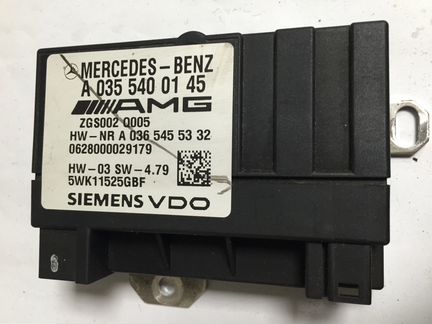 MERCEDES-BENZ
A 035 540 01 45
AMG
ZGS002 Q005
HW-NR A 036 545 53 32
0628000029179
HW-03 SW-4.79
5WK11525GBF
SIEMENS VDO